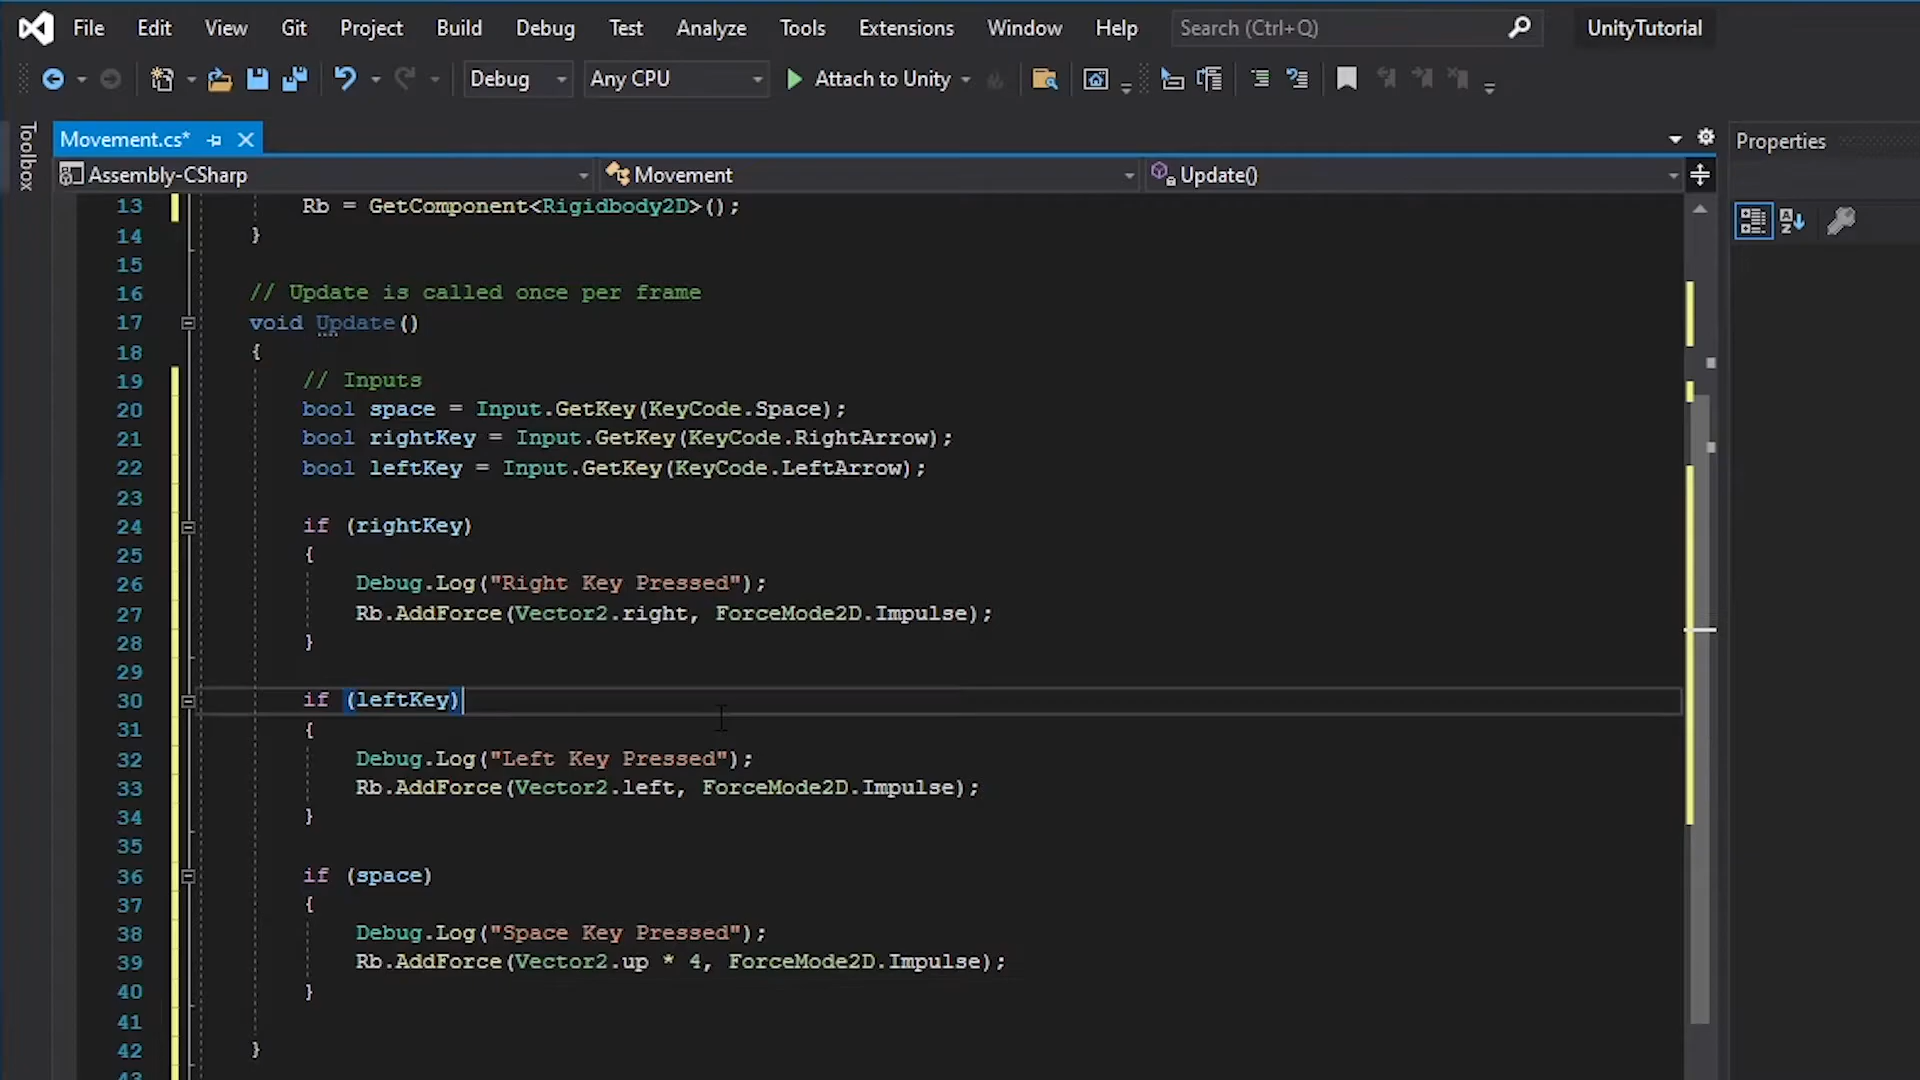 File Edit View Git Project Build Debug Test Analyze Tools Extensions Window Help Search (Ctrl+Q) UnityTutorial
Debug Any CPU Attach to Unity
Toolbox
Movement.cs*
Properties
Assembly-CSharp Movement Update()
13 Rb = GetComponent<Rigidbody2D>();
14 }
15
16 // Update is called once per frame
17 void Update()
18 {
19 // Inputs
20 bool space = Input.GetKey(KeyCode.Space);
21 bool rightKey = Input.GetKey(KeyCode.RightArrow);
22 bool leftKey = Input.GetKey(KeyCode.LeftArrow);
23
24 if (rightKey)
25 {
26 Debug.Log("Right Key Pressed");
27 Rb.AddForce(Vector2.right, ForceMode2D.Impulse);
28 }
29
30 if (leftKey)
31 {
32 Debug.Log("Left Key Pressed");
33 Rb.AddForce(Vector2.left, ForceMode2D.Impulse);
34 }
35
36 if (space)
37 {
38 Debug.Log("Space Key Pressed");
39 Rb.AddForce(Vector2.up * 4, ForceMode2D.Impulse);
40 }
41
42 }
43